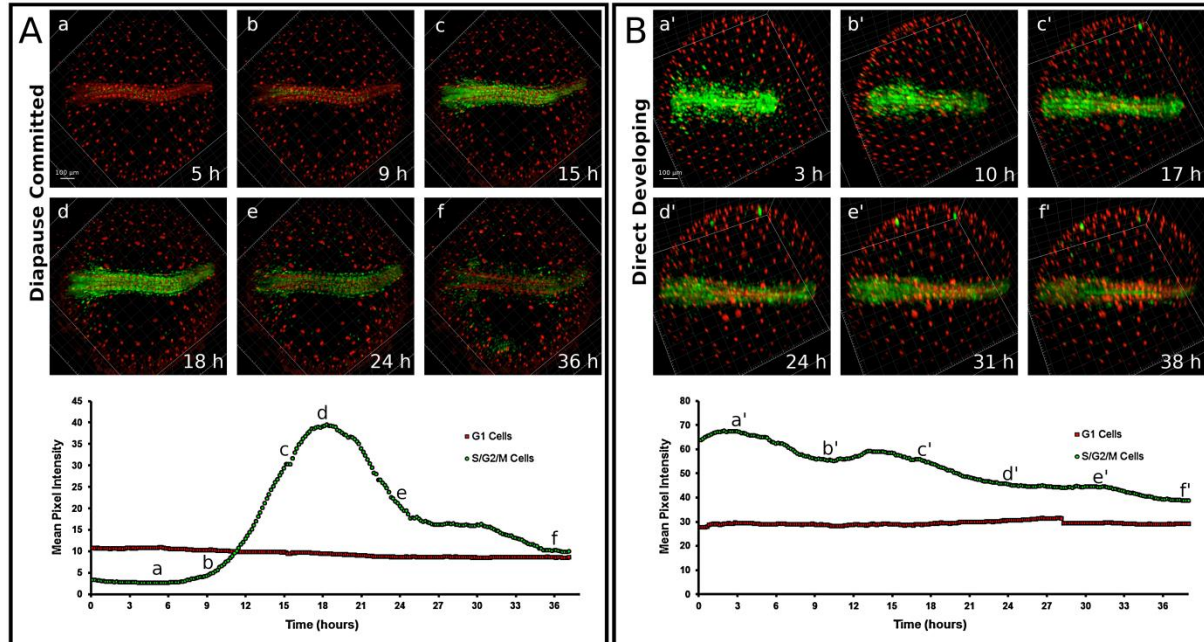 A
Diapause Committed
a
b
c
100 µm
5 h
9 h
15 h
d
e
f
18 h
24 h
36 h
45
40
35
30
25
20
15
10
5
0
Mean Pixel Intensity
0
3
6
9
12
15
18
21
24
27
30
33
36
Time (hours)
G1 Cells
S/G2/M Cells
a
b
c
d
e
f
B
Direct Developing
a'
b'
c'
100 µm
3 h
10 h
17 h
d'
e'
f'
24 h
31 h
38 h
80
70
60
50
40
30
20
10
0
Mean Pixel Intensity
0
3
6
9
12
15
18
21
24
27
30
33
36
Time (hours)
G1 Cells
S/G2/M Cells
a'
b'
c'
d'
e'
f'